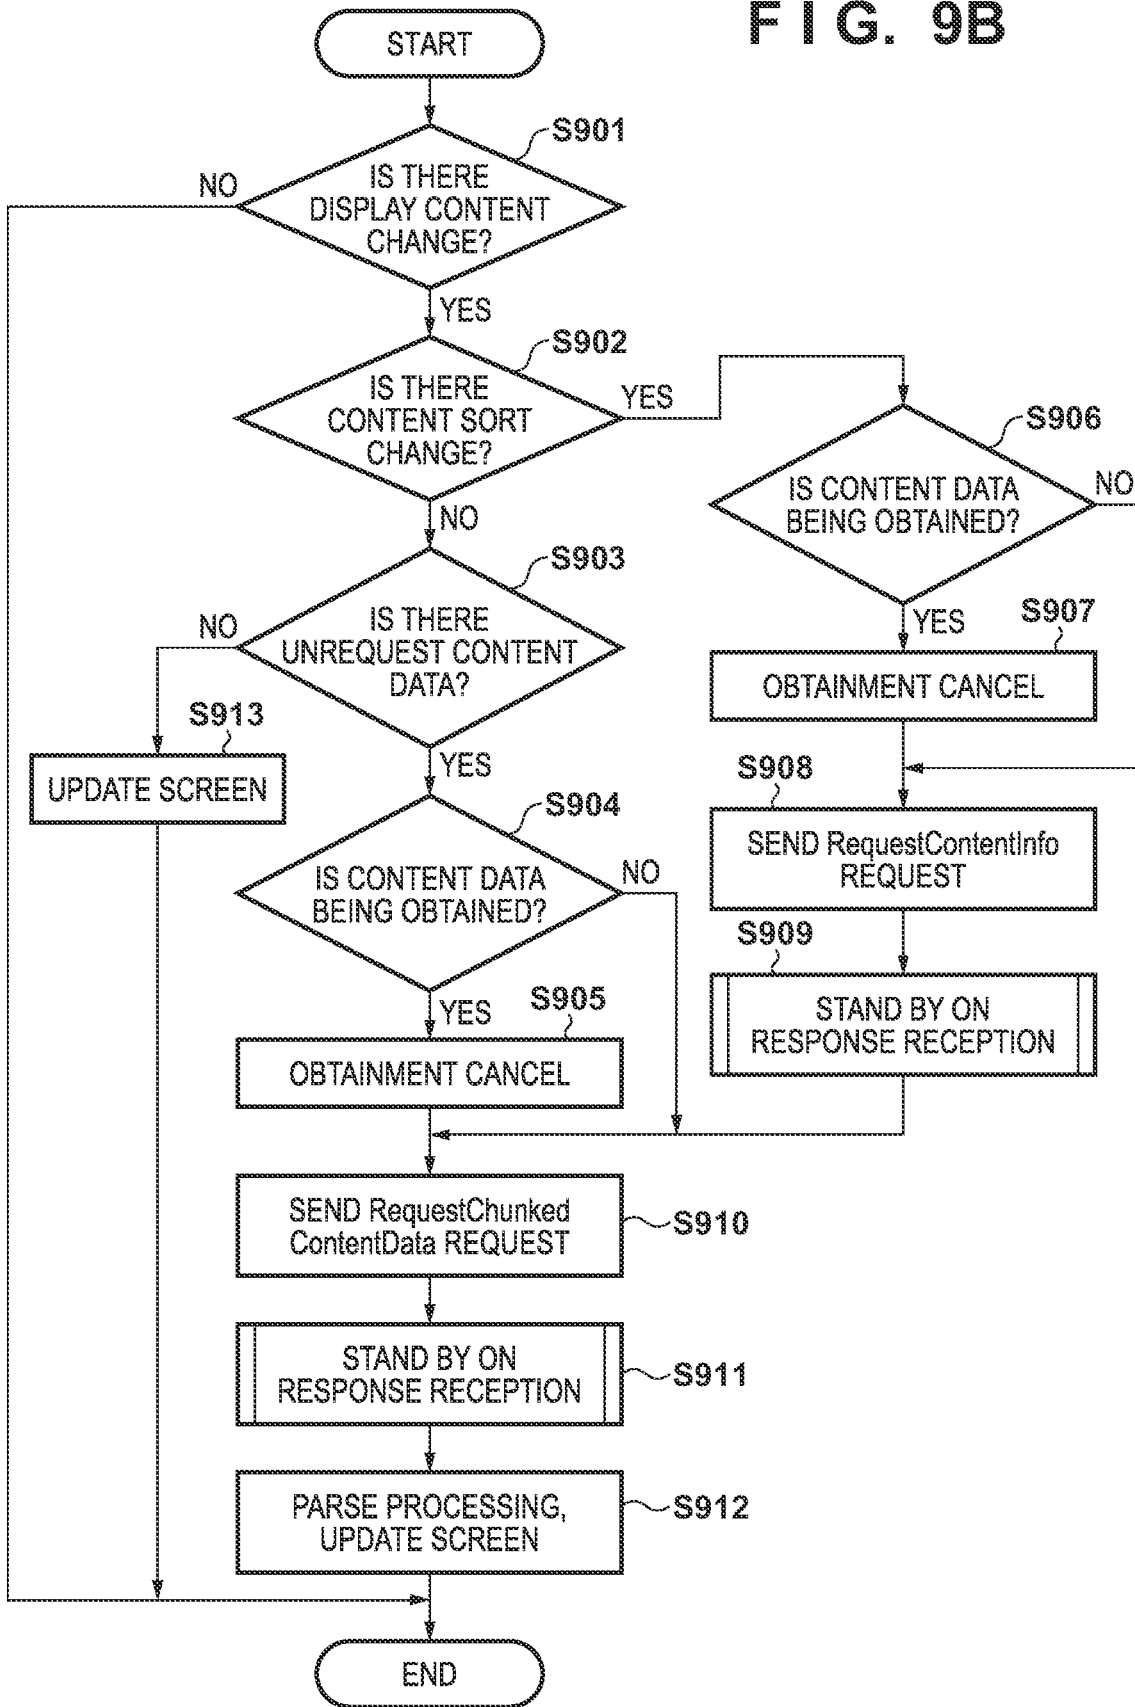 FIG. 9B
START
S901
IS THERE
DISPLAY CONTENT
CHANGE?
NO
YES
S902
IS THERE
CONTENT SORT
CHANGE?
YES
NO
S906
IS CONTENT DATA
BEING OBTAINED?
NO
YES
S903
IS THERE
UNREQUEST CONTENT
DATA?
NO
YES
S907
OBTAINMENT CANCEL
S913
UPDATE SCREEN
S908
SEND RequestContentInfo
REQUEST
S904
IS CONTENT DATA
BEING OBTAINED?
NO
YES
S909
STAND BY ON
RESPONSE RECEPTION
S905
OBTAINMENT CANCEL
SEND RequestChunked
ContentData REQUEST
S910
STAND BY ON
RESPONSE RECEPTION
S911
PARSE PROCESSING,
UPDATE SCREEN
S912
END